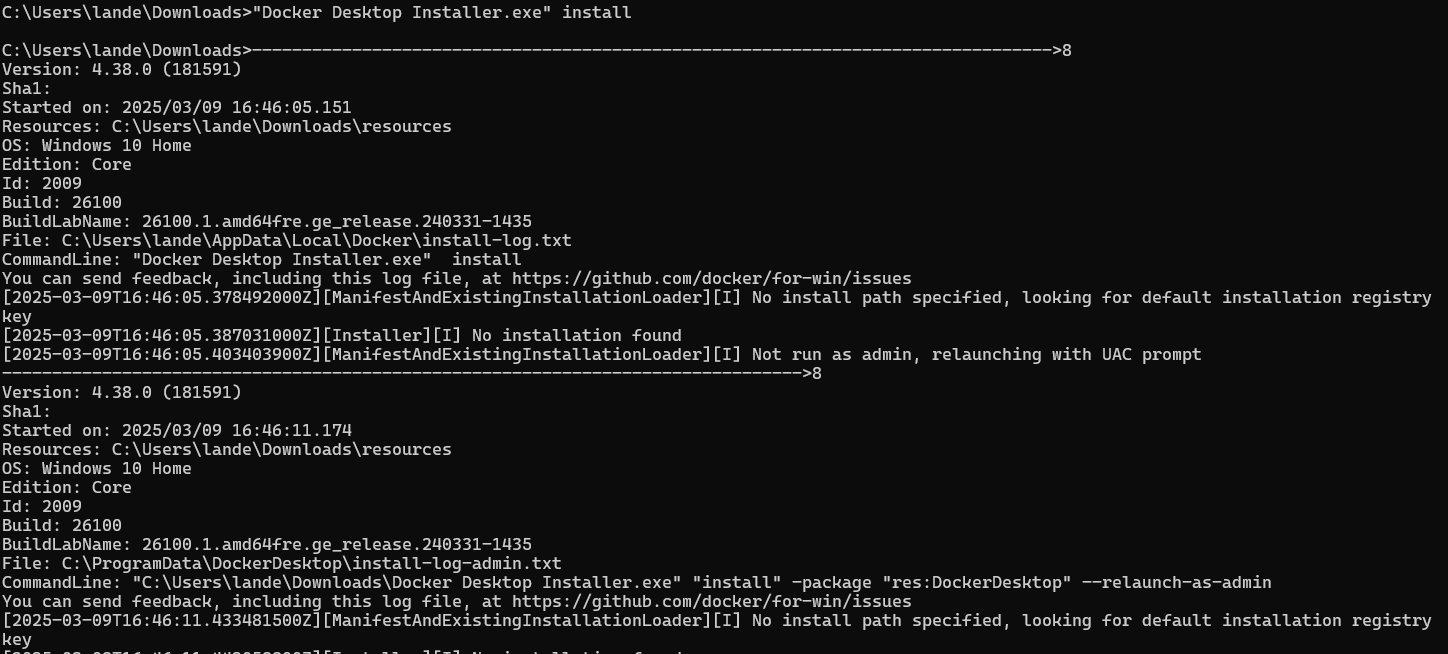 C:\Users\lande\Downloads>"Docker Desktop Installer.exe" install
C:\Users\lande\Downloads>-------------------------------------------------------------------------------->8
Version: 4.38.0 (181591)
Sha1:
Started on: 2025/03/09 16:46:05.151
Resources: C:\Users\lande\Downloads\resources
OS: Windows 10 Home
Edition: Core
Id: 2009
Build: 26100
BuildLabName: 26100.1.amd64fre.ge_release.240331-1435
File: C:\Users\lande\AppData\Local\Docker\install-log.txt
CommandLine: "Docker Desktop Installer.exe"  install
You can send feedback, including this log file, at https://github.com/docker/for-win/issues
[2025-03-09T16:46:05.378492000Z][ManifestAndExistingInstallationLoader][I] No install path specified, looking for default installation registry
key
[2025-03-09T16:46:05.387031000Z][Installer][I] No installation found
[2025-03-09T16:46:05.403403900Z][ManifestAndExistingInstallationLoader][I] Not run as admin, relaunching with UAC prompt
-------------------------------------------------------------------------------->8
Version: 4.38.0 (181591)
Sha1:
Started on: 2025/03/09 16:46:11.174
Resources: C:\Users\lande\Downloads\resources
OS: Windows 10 Home
Edition: Core
Id: 2009
Build: 26100
BuildLabName: 26100.1.amd64fre.ge_release.240331-1435
File: C:\ProgramData\DockerDesktop\install-log-admin.txt
CommandLine: "C:\Users\lande\Downloads\Docker Desktop Installer.exe" "install" -package "res:DockerDesktop" --relaunch-as-admin
You can send feedback, including this log file, at https://github.com/docker/for-win/issues
[2025-03-09T16:46:11.433481500Z][ManifestAndExistingInstallationLoader][I] No install path specified, looking for default installation registry
key